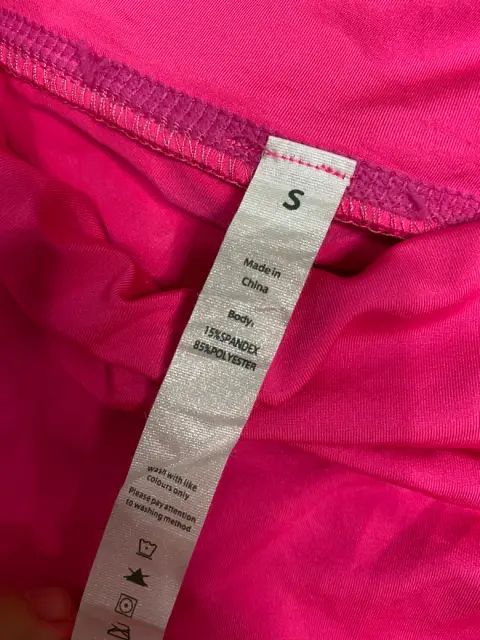 S
Made in
China
Body:
15%SPANDEX
85%POLYESTER
wash with like
colours only
Please pay attention
to washing method